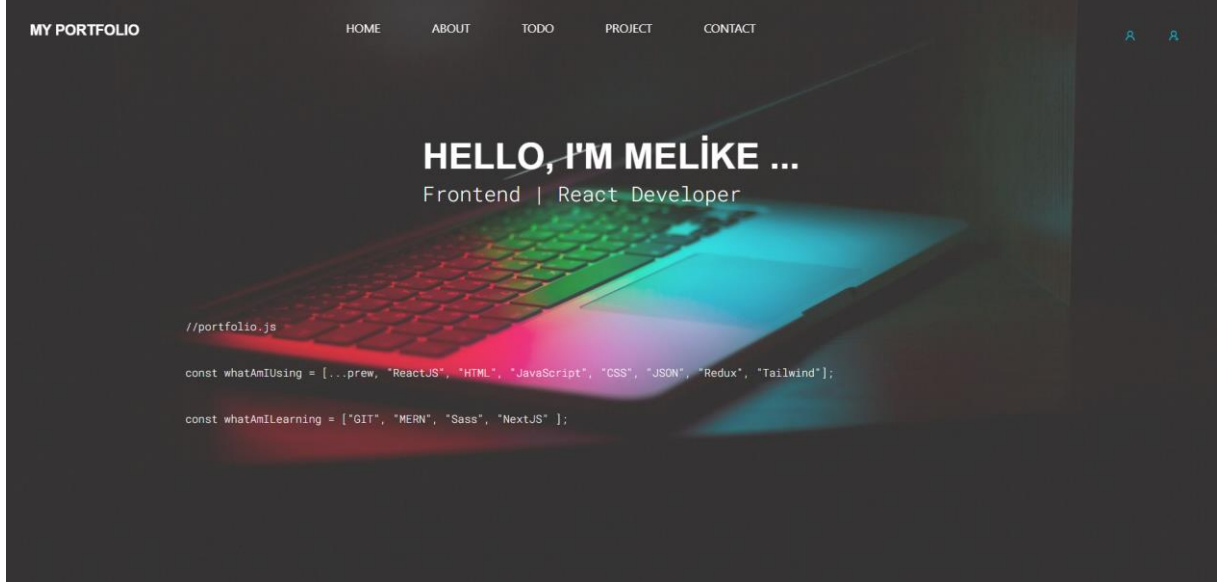 MY PORTFOLIO HOME ABOUT TODO PROJECT CONTACT
HELLO, I'M MELİKE ...
Frontend | React Developer
//portfolio.js
const whatAmIUsing = [...prew, "ReactJS", "HTML", "JavaScript", "CSS", "JSON", "Redux", "Tailwind"];
const whatAmILearning = ["GIT", "MERN", "Sass", "NextJS" ];